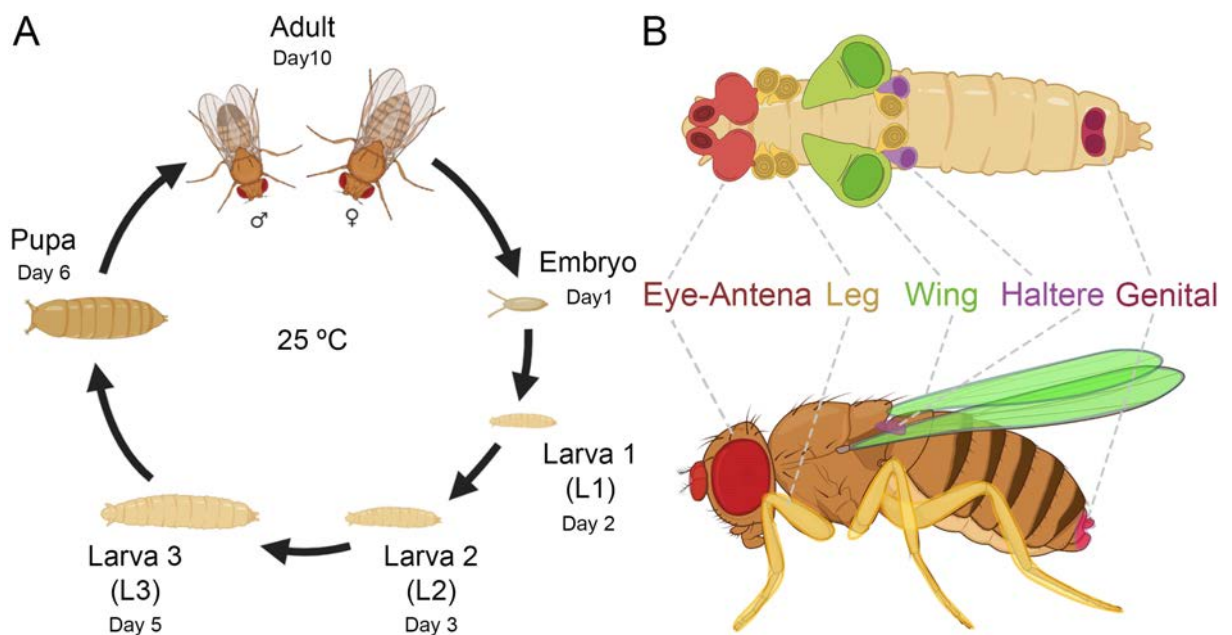 A
Adult
Day10
♂
♀
Embryo
Day1
Larva 1
(L1)
Day 2
Larva 2
(L2)
Day 3
Larva 3
(L3)
Day 5
Pupa
Day 6
25 ºC
B
Eye-Antena Leg Wing Haltere Genital